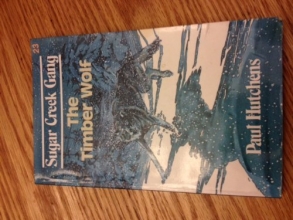 23
Sugar Creek Gang
The
Timber Wolf
Paul Hutchens